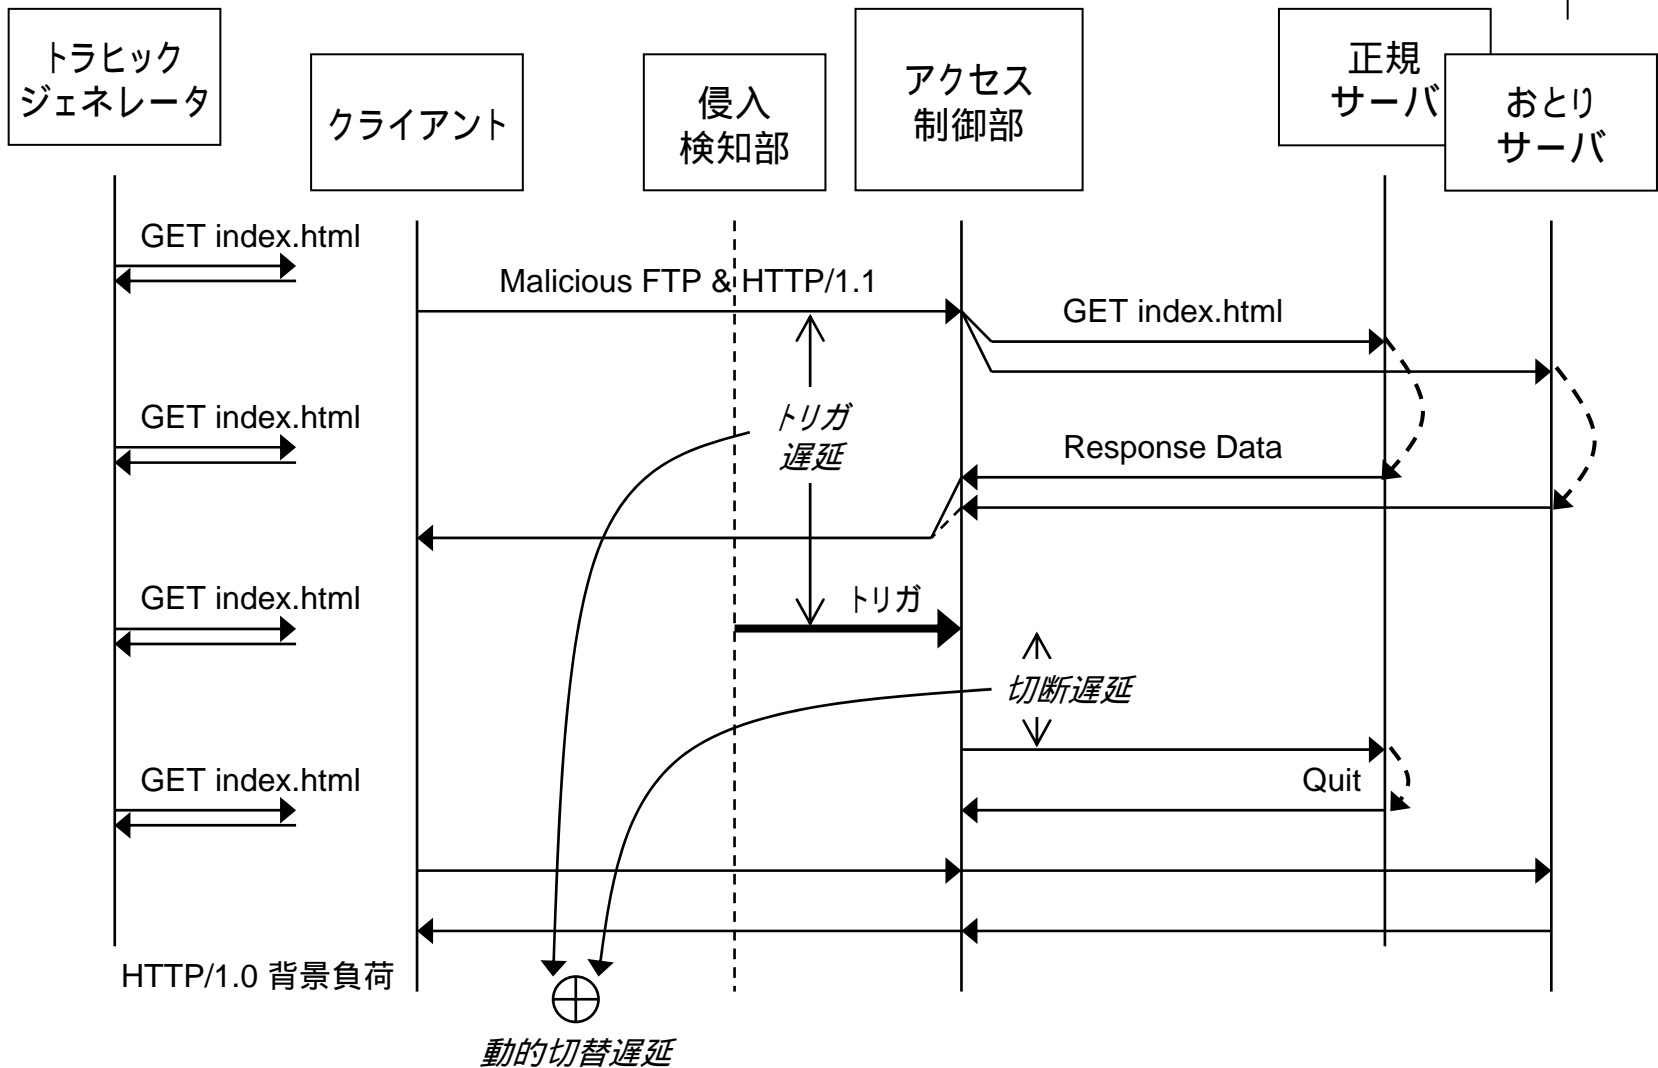 トラヒック
ジェネレータ
クライアント
侵入
検知部
アクセス
制御部
正規
サーバ
おとり
サーバ
GET index.html
Malicious FTP & HTTP/1.1
GET index.html
GET index.html
トリガ
遅延
Response Data
GET index.html
トリガ
切断遅延
GET index.html
Quit
HTTP/1.0 背景負荷
動的切替遅延